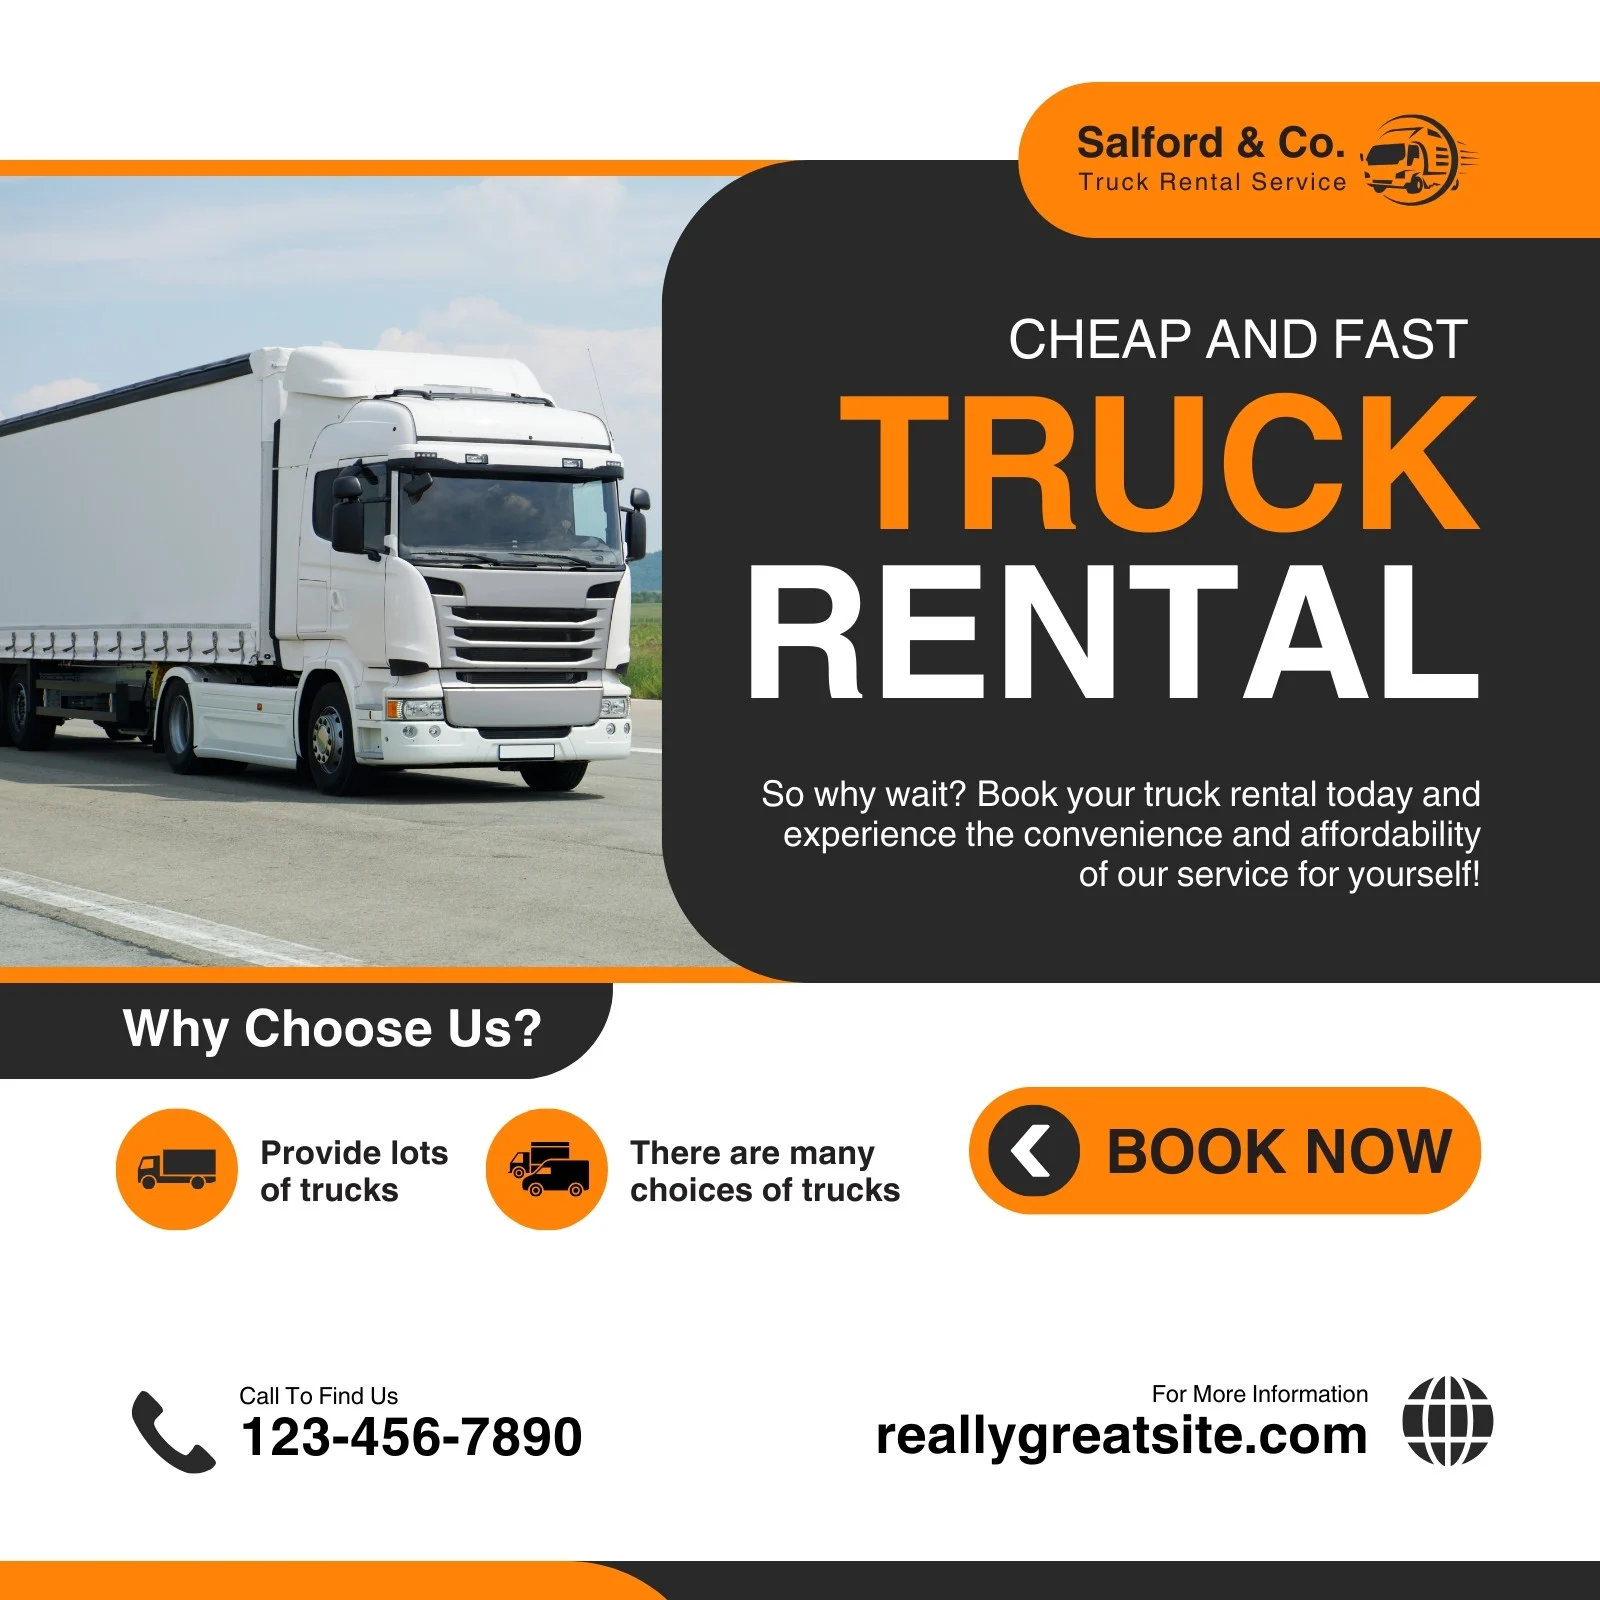 Salford & Co.
Truck Rental Service
CHEAP AND FAST
TRUCK
RENTAL
So why wait? Book your truck rental today and
experience the convenience and affordability
of our service for yourself!
Why Choose Us?
Provide lots
of trucks
There are many
choices of trucks
BOOK NOW
Call To Find Us
123-456-7890
For More Information
reallygreatsite.com